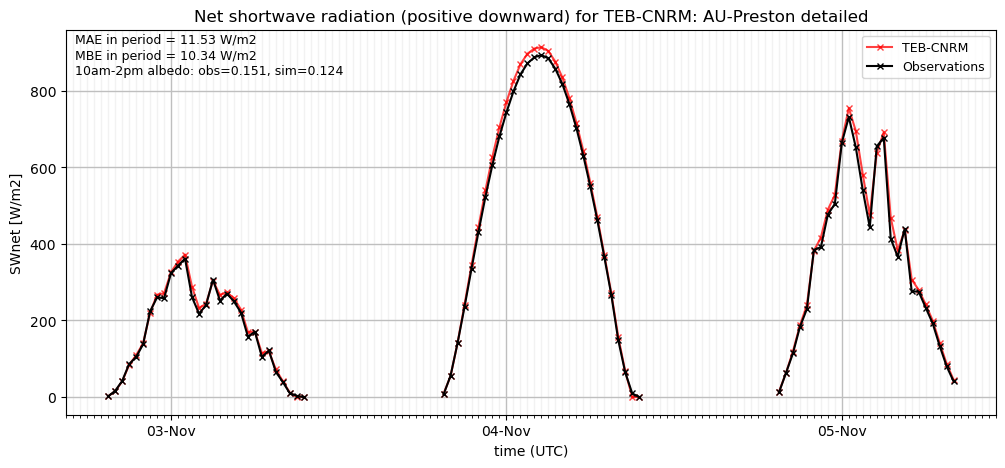 Net shortwave radiation (positive downward) for TEB-CNRM: AU-Preston detailed
MAE in period = 11.53 W/m2
MBE in period = 10.34 W/m2
10am-2pm albedo: obs=0.151, sim=0.124
TEB-CNRM
Observations
SWnet [W/m2]
800
600
400
200
0
03-Nov
04-Nov
05-Nov
time (UTC)